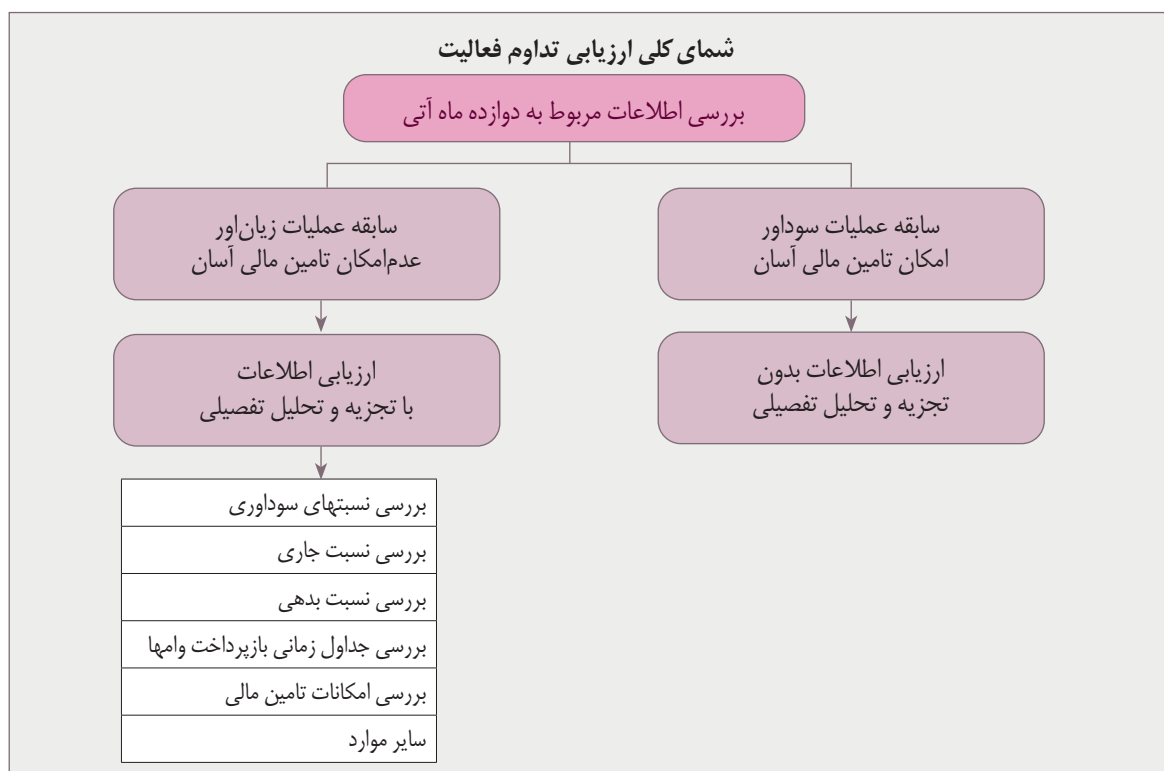 شمای کلی ارزیابی تداوم فعالیت
بررسی اطلاعات مربوط به دوازده ماه آتی
سابقه عملیات سوداور
امکان تامین مالی آسان
سابقه عملیات زیان‌اور
عدم‌امکان تامین مالی آسان
ارزیابی اطلاعات بدون
تجزیه و تحلیل تفصیلی
ارزیابی اطلاعات
با تجزیه و تحلیل تفصیلی
بررسی نسبتهای سوداوری
بررسی نسبت جاری
بررسی نسبت بدهی
بررسی جداول زمانی بازپرداخت وامها
بررسی امکانات تامین مالی
سایر موارد